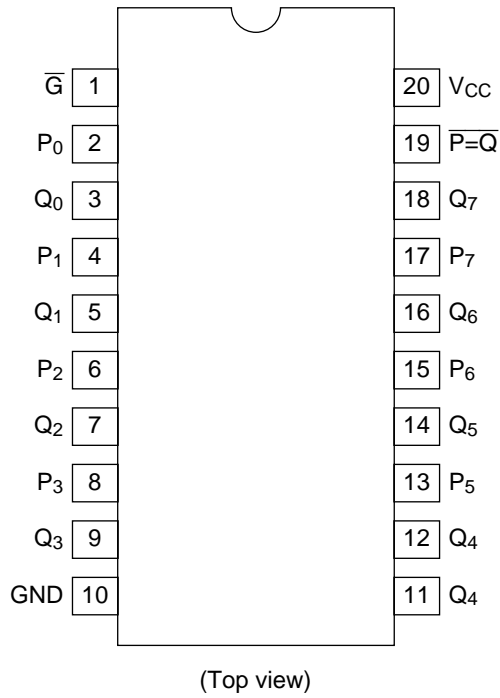 G̅ 1 20 V_CC
P₀ 2 19 P̅=̅Q̅
Q₀ 3 18 Q₇
P₁ 4 17 P₇
Q₁ 5 16 Q₆
P₂ 6 15 P₆
Q₂ 7 14 Q₅
P₃ 8 13 P₅
Q₃ 9 12 Q₄
GND 10 11 Q₄
(Top view)